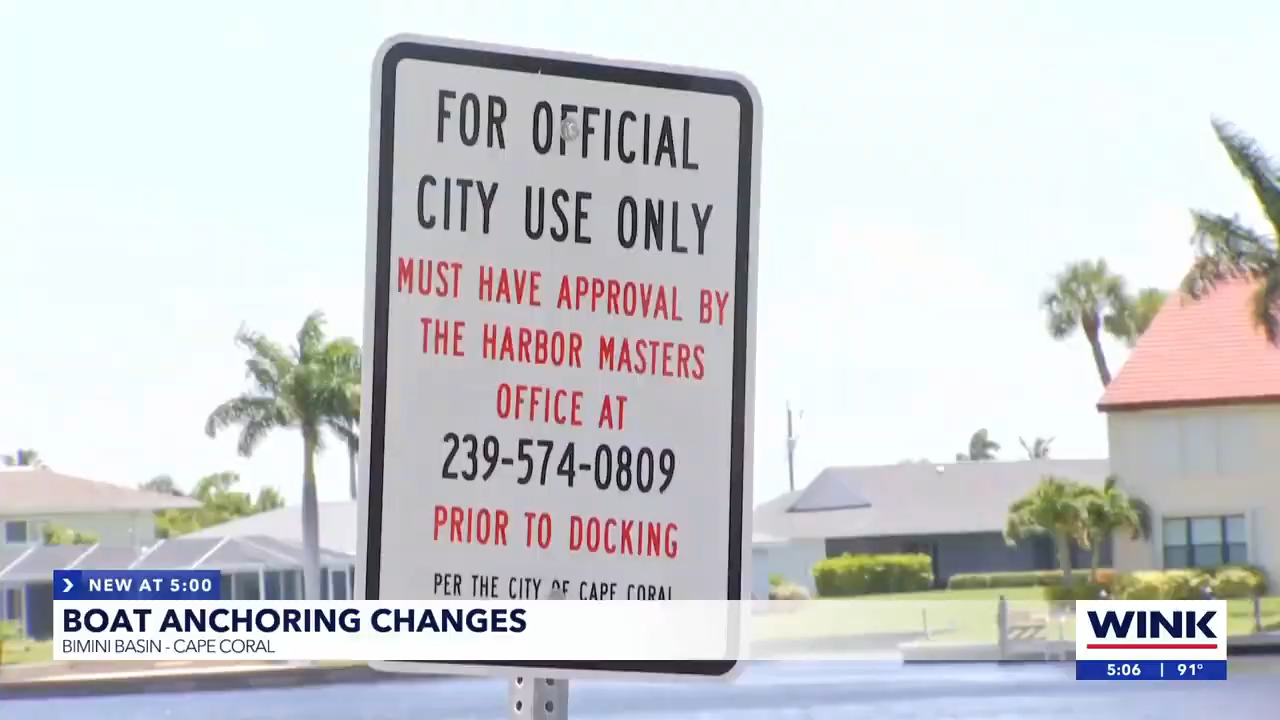 FOR OFFICIAL
CITY USE ONLY
MUST HAVE APPROVAL BY
THE HARBOR MASTERS
OFFICE AT
239-574-0809
PRIOR TO DOCKING
PER THE CITY OF CAPE CORAL
NEW AT 5:00
BOAT ANCHORING CHANGES
BIMINI BASIN - CAPE CORAL
WINK
5:06 | 91°